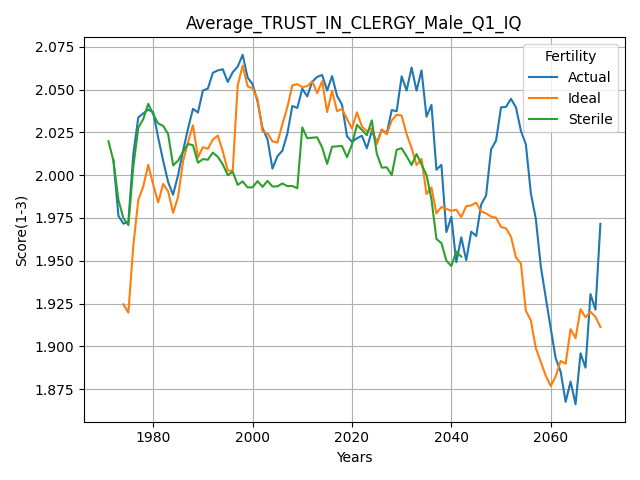 Average_TRUST_IN_CLERGY_Male_Q1_IQ
Score(1-3)
2.075
2.050
2.025
2.000
1.975
1.950
1.925
1.900
1.875
Fertility
Actual
Ideal
Sterile
1980
2000
2020
2040
2060
Years